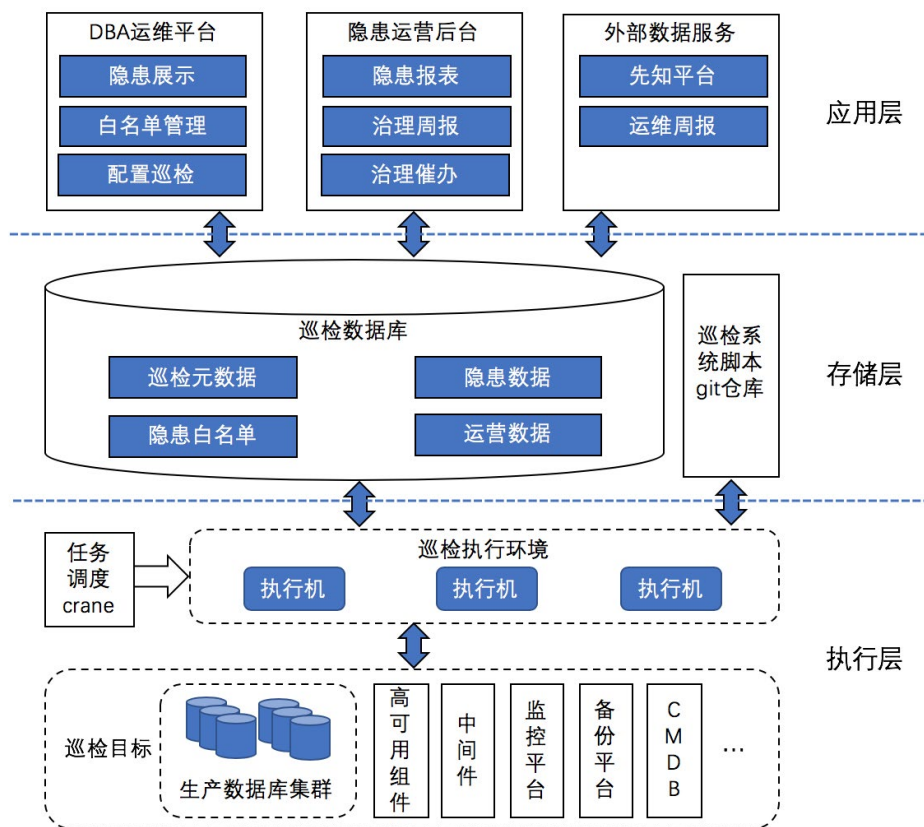 DBA运维平台
隐患展示
白名单管理
配置巡检
隐患运营后台
隐患报表
治理周报
治理催办
外部数据服务
先知平台
运维周报
应用层
巡检数据库
巡检元数据
隐患数据
隐患白名单
运营数据
巡检系
统脚本
git仓库
存储层
任务
调度
crane
巡检执行环境
执行机
执行机
执行机
执行层
巡检目标
生产数据库集群
高
可
用
组
件
中
间
件
监
控
平
台
备
份
平
台
C
M
D
B
...